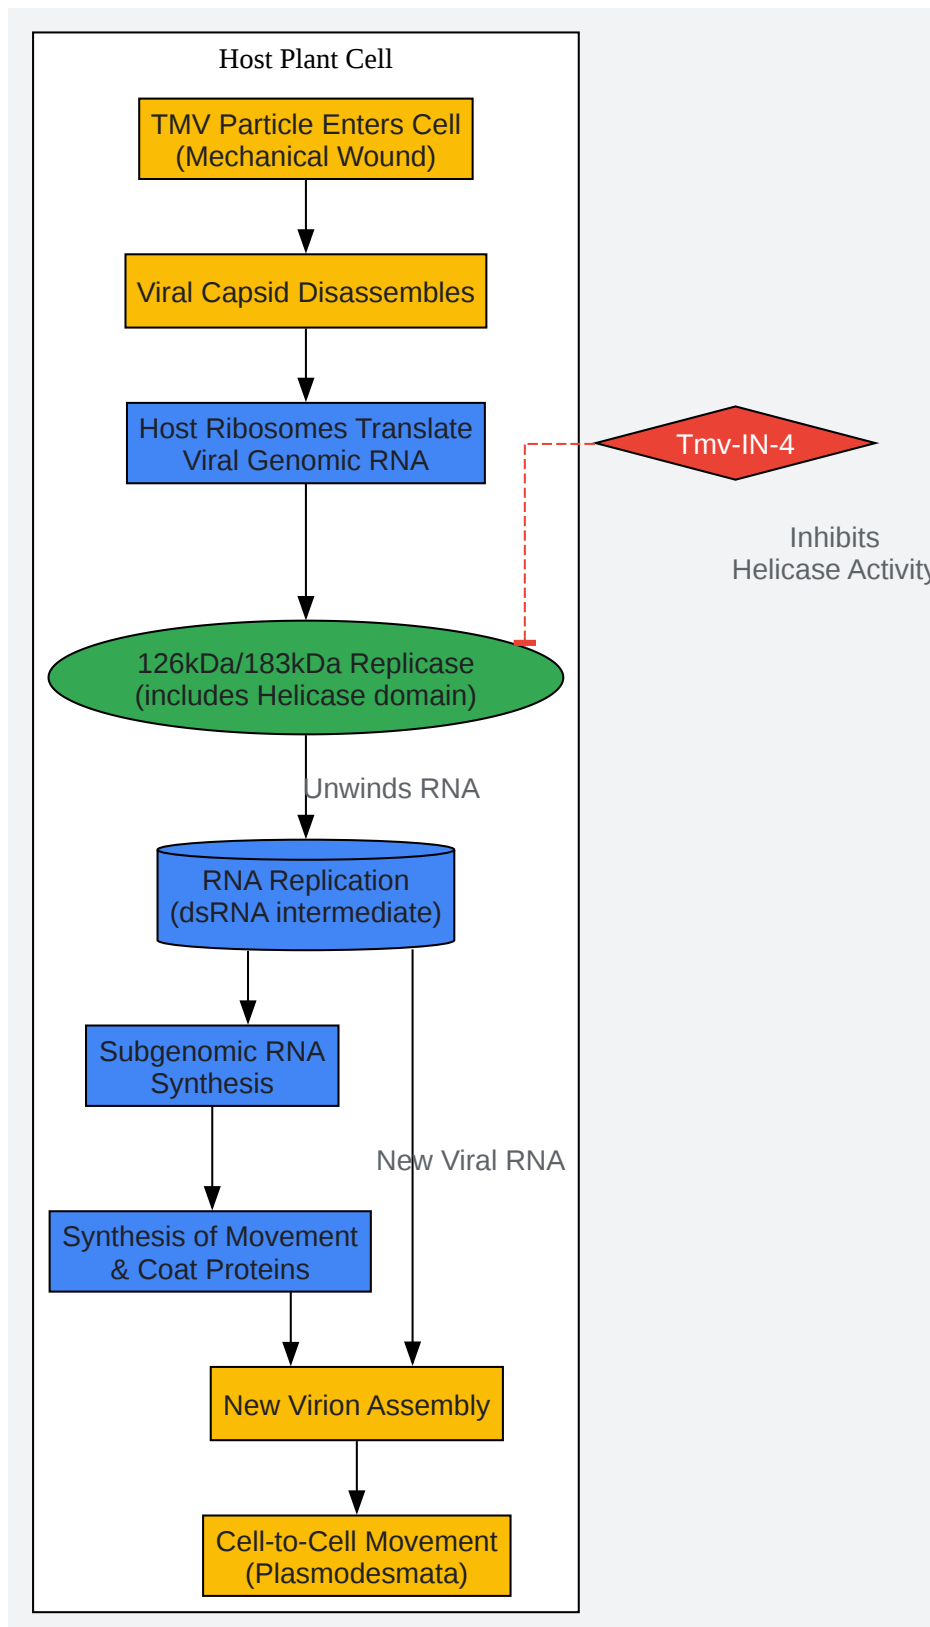 Host Plant Cell
TMV Particle Enters Cell
(Mechanical Wound)
Viral Capsid Disassembles
Host Ribosomes Translate
Viral Genomic RNA
Tmv-IN-4
Inhibits
Helicase Activity
126kDa/183kDa Replicase
(includes Helicase domain)
Unwinds RNA
RNA Replication
(dsRNA intermediate)
Subgenomic RNA
Synthesis
New Viral RNA
Synthesis of Movement
& Coat Proteins
New Virion Assembly
Cell-to-Cell Movement
(Plasmodesmata)